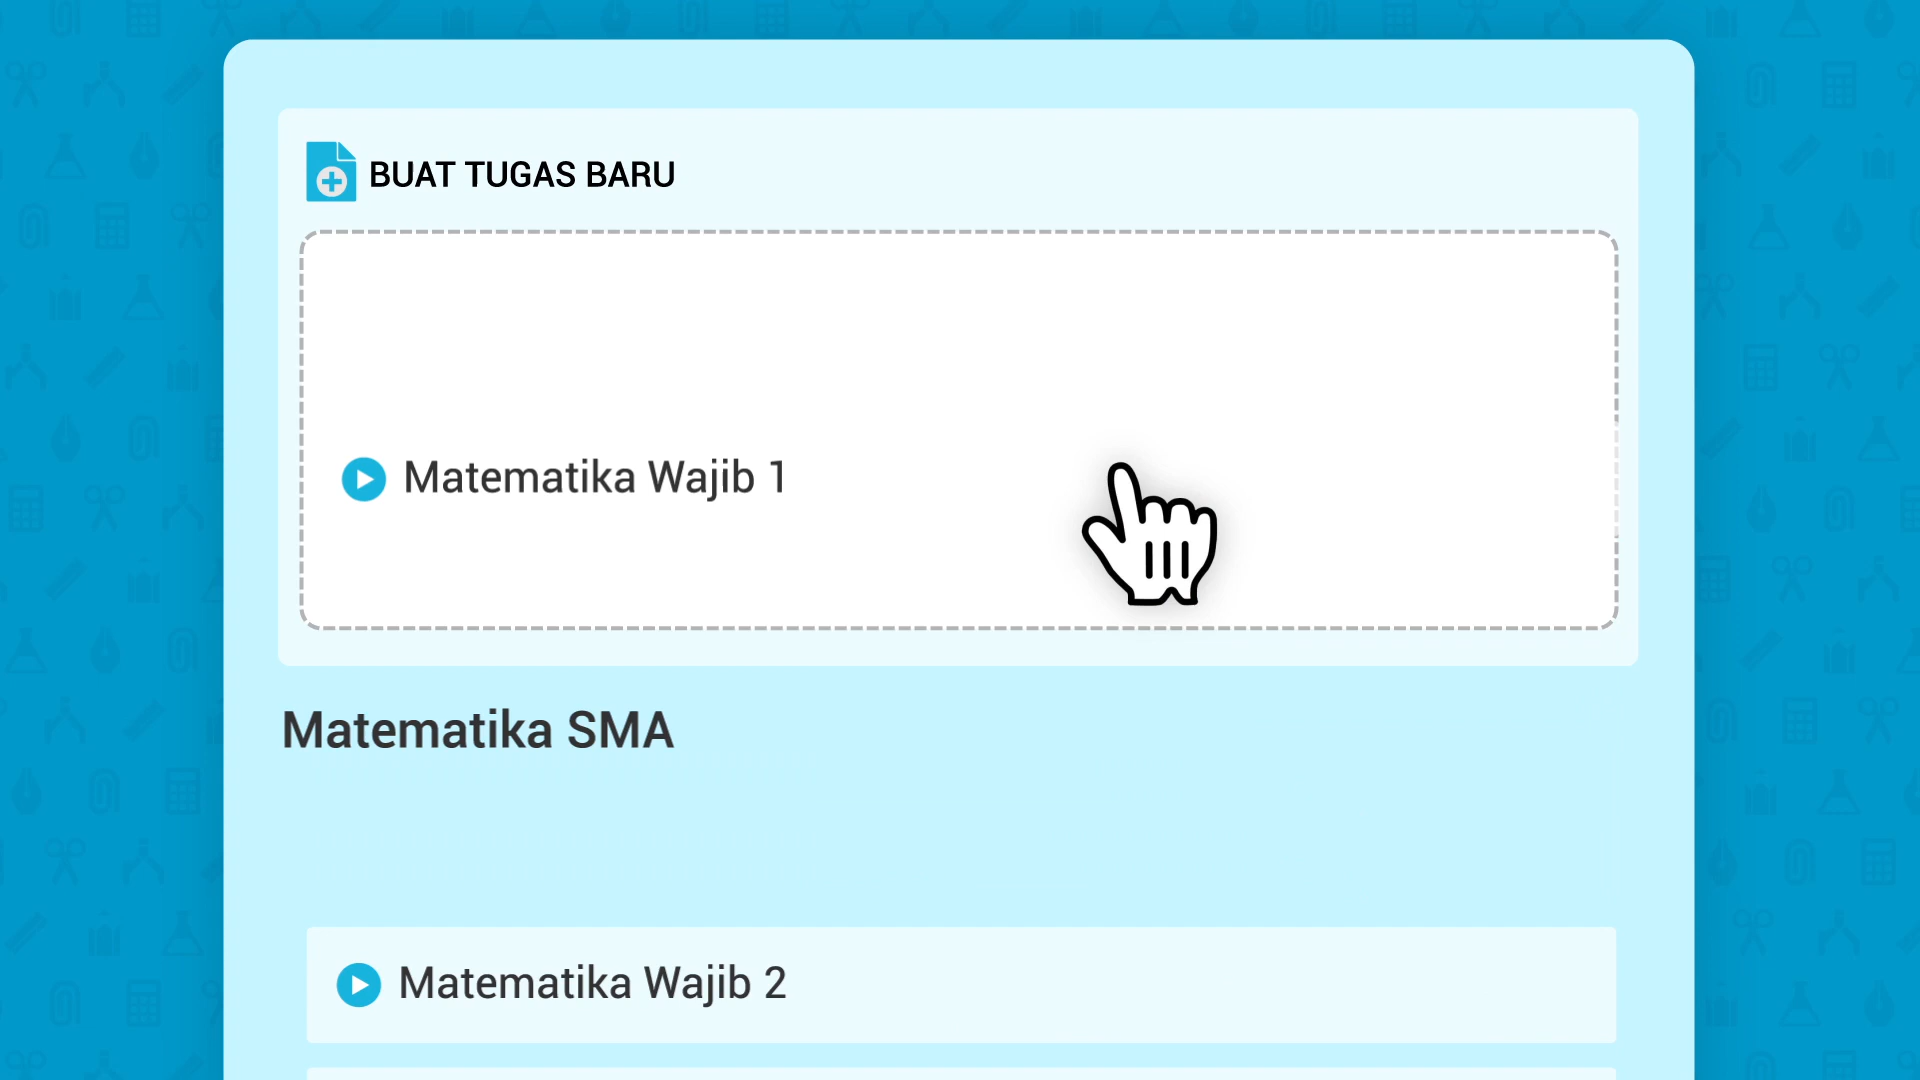 BUAT TUGAS BARU
Matematika Wajib 1
Matematika SMA
Matematika Wajib 2